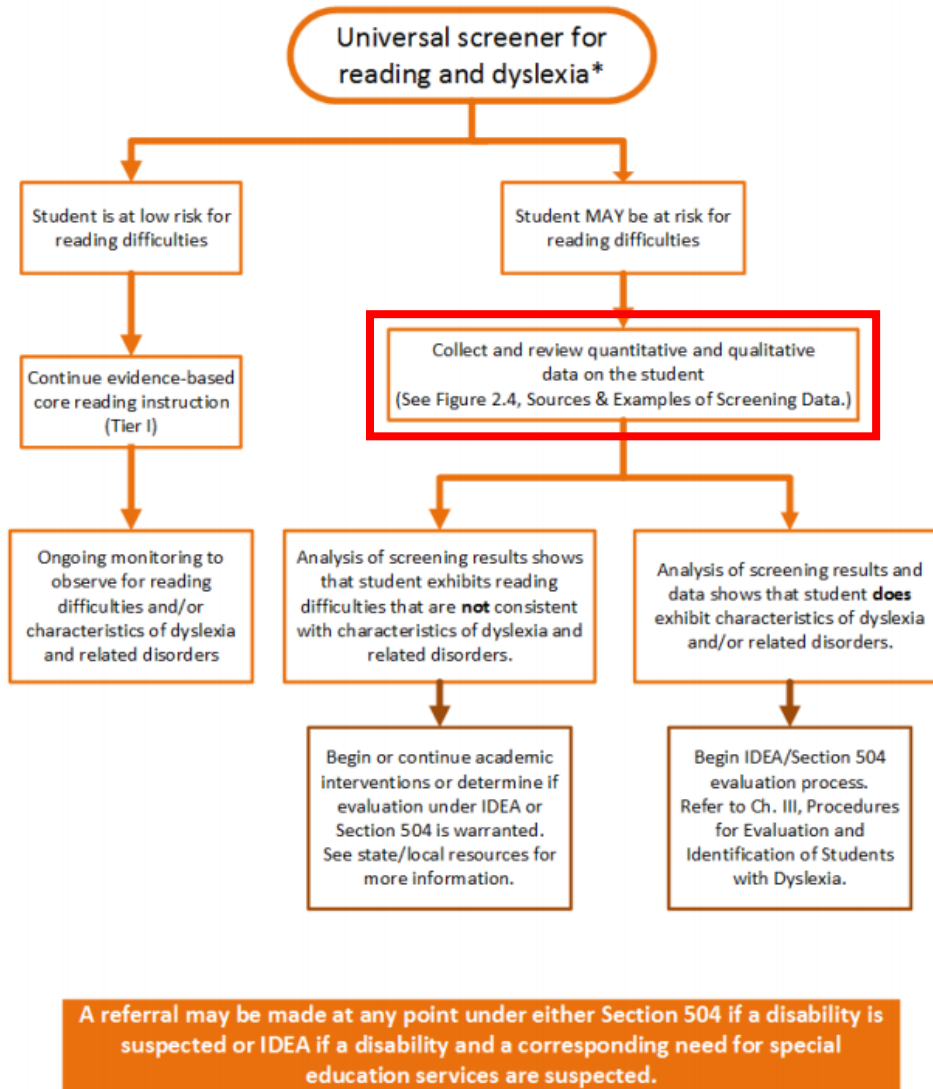 Universal screener for
reading and dyslexia*
Student is at low risk for
reading difficulties
Student MAY be at risk for
reading difficulties
Collect and review quantitative and qualitative
data on the student
(See Figure 2.4, Sources & Examples of Screening Data.)
Continue evidence-based
core reading instruction
(Tier I)
Ongoing monitoring to
observe for reading
difficulties and/or
characteristics of dyslexia
and related disorders
Analysis of screening results shows
that student exhibits reading
difficulties that are not consistent
with characteristics of dyslexia and
related disorders.
Analysis of screening results and
data shows that student does
exhibit characteristics of dyslexia
and/or related disorders.
Begin or continue academic
interventions or determine if
evaluation under IDEA or
Section 504 is warranted.
See state/local resources for
more information.
Begin IDEA/Section 504
evaluation process.
Refer to Ch. III, Procedures
for Evaluation and
Identification of Students
with Dyslexia.
A referral may be made at any point under either Section 504 if a disability is
suspected or IDEA if a disability and a corresponding need for special
education services are suspected.